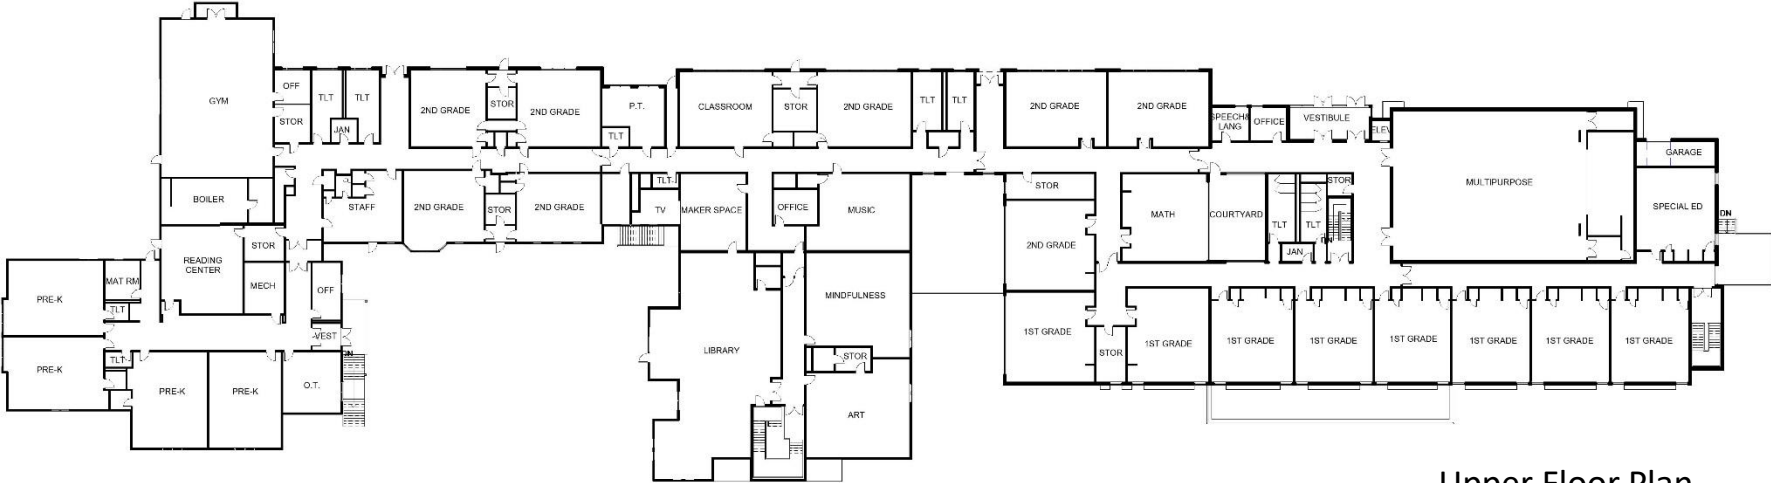 GYM
OFF
TLT
TLT
STOR
JAN
2ND GRADE
STOR
2ND GRADE
P.T.
TLT
CLASSROOM
STOR
2ND GRADE
TLT
TLT
2ND GRADE
2ND GRADE
SPEECH&
LANG
OFFICE
VESTIBULE
ELEV
MULTIPURPOSE
GARAGE
SPECIAL ED
DN
BOILER
STAFF
2ND GRADE
STOR
2ND GRADE
TLT
TV
MAKER SPACE
OFFICE
MUSIC
STOR
2ND GRADE
MATH
COURTYARD
TLT
TLT
STOR
JAN
DN
READING
CENTER
STOR
MECH
OFF
VEST
DN
PRE-K
MAT RM
TLT
PRE-K
TLT
PRE-K
PRE-K
O.T.
LIBRARY
MINDFULNESS
STOR
ART
1ST GRADE
STOR
1ST GRADE
1ST GRADE
1ST GRADE
1ST GRADE
1ST GRADE
1ST GRADE
1ST GRADE
Upper Floor Plan